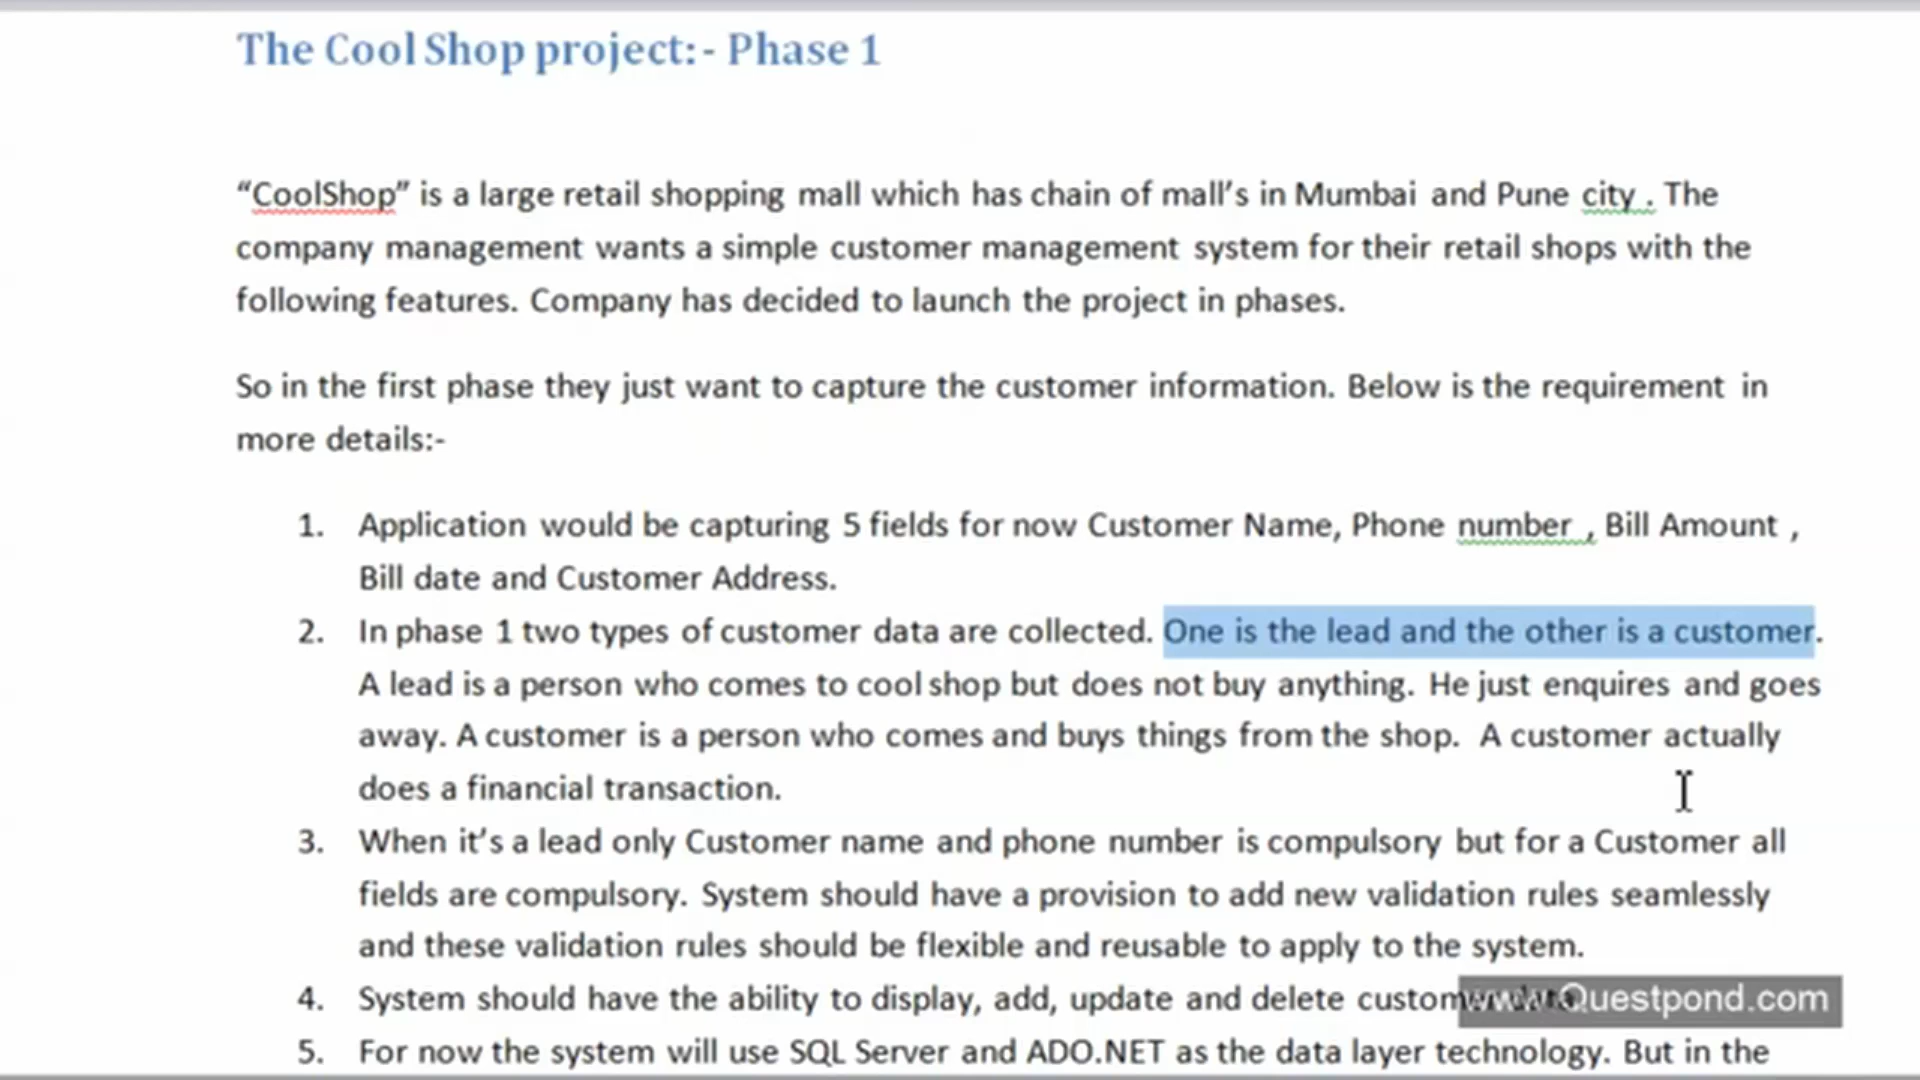 The Cool Shop project:- Phase 1
“CoolShop” is a large retail shopping mall which has chain of mall’s in Mumbai and Pune city . The
company management wants a simple customer management system for their retail shops with the
following features. Company has decided to launch the project in phases.
So in the first phase they just want to capture the customer information. Below is the requirement in
more details:-
1. Application would be capturing 5 fields for now Customer Name, Phone number , Bill Amount ,
Bill date and Customer Address.
2. In phase 1 two types of customer data are collected. One is the lead and the other is a customer.
A lead is a person who comes to cool shop but does not buy anything. He just enquires and goes
away. A customer is a person who comes and buys things from the shop. A customer actually
does a financial transaction.
3. When it’s a lead only Customer name and phone number is compulsory but for a Customer all
fields are compulsory. System should have a provision to add new validation rules seamlessly
and these validation rules should be flexible and reusable to apply to the system.
4. System should have the ability to display, add, update and delete
www.Questpond.com
5. For now the system will use SQL Server and ADO.NET as the data layer technology. But in the